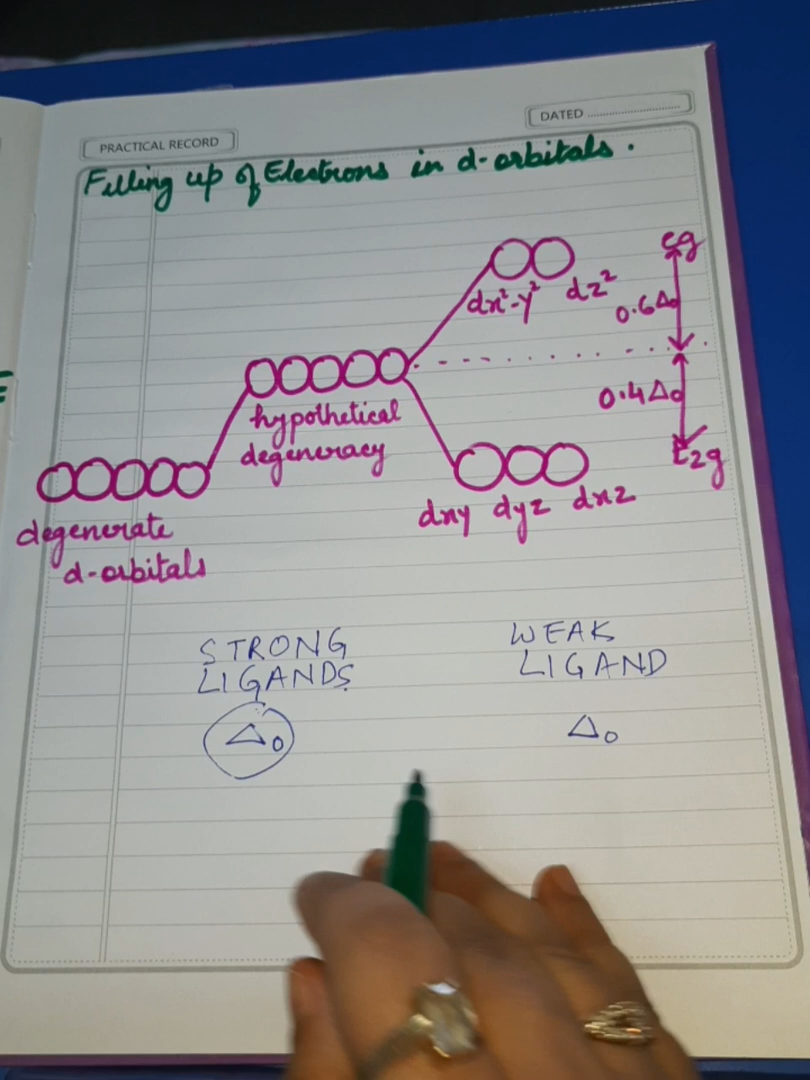 PRACTICAL RECORD
DATED
Filling up of Electrons in d-orbitals.
eg
dx²-y² dz²
0.6Δo
0.4Δo
hypothetical
degeneracy
t2g
dxy dyz dxz
degenerate
d-orbitals
STRONG
LIGANDS
WEAK
LIGAND
Δo
Δo